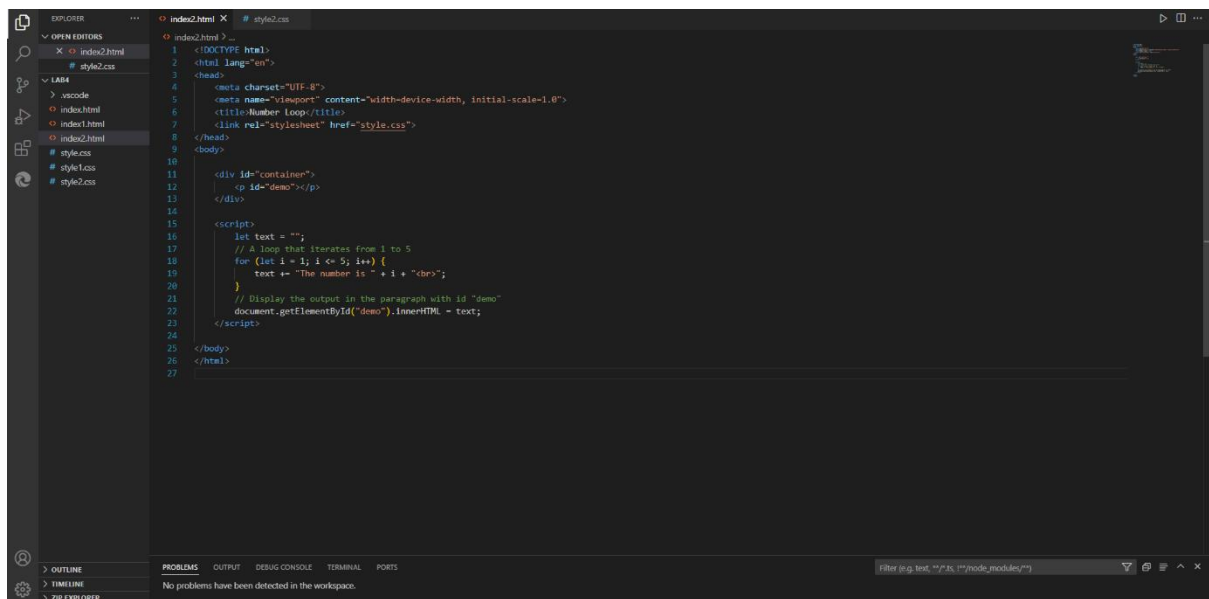 EXPLORER ...
OPEN EDITORS
index2.html
# style2.css
LAB4
.vscode
index.html
index1.html
index2.html
# style.css
# style1.css
# style2.css
OUTLINE
TIMELINE
ZIP EXPLORER
index2.html
# style2.css
index2.html > ...
1 <!DOCTYPE html>
2 <html lang="en">
3 <head>
4 <meta charset="UTF-8">
5 <meta name="viewport" content="width=device-width, initial-scale=1.0">
6 <title>Number Loop</title>
7 <link rel="stylesheet" href="style.css">
8 </head>
9 <body>
10
11 <div id="container">
12 <p id="demo"></p>
13 </div>
14
15 <script>
16 let text = "";
17 // A loop that iterates from 1 to 5
18 for (let i = 1; i <= 5; i++) {
19 text += "The number is " + i + "<br>";
20 }
21 // Display the output in the paragraph with id "demo"
22 document.getElementById("demo").innerHTML = text;
23 </script>
24
25 </body>
26 </html>
27
PROBLEMS OUTPUT DEBUG CONSOLE TERMINAL PORTS
Filter (e.g. text, **/*.ts, !**/node_modules/**)
No problems have been detected in the workspace.